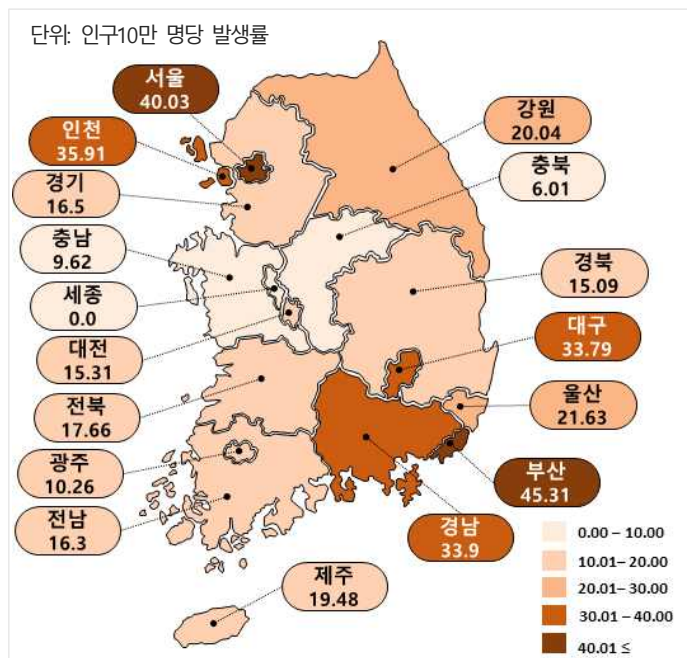 단위: 인구10만 명당 발생률
서울
40.03
인천
35.91
경기
16.5
충남
9.62
세종
0.0
대전
15.31
전북
17.66
광주
10.26
전남
16.3
제주
19.48
강원
20.04
충북
6.01
경북
15.09
대구
33.79
울산
21.63
부산
45.31
경남
33.9
0.00 – 10.00
10.01– 20.00
20.01– 30.00
30.01 – 40.00
40.01 ≤